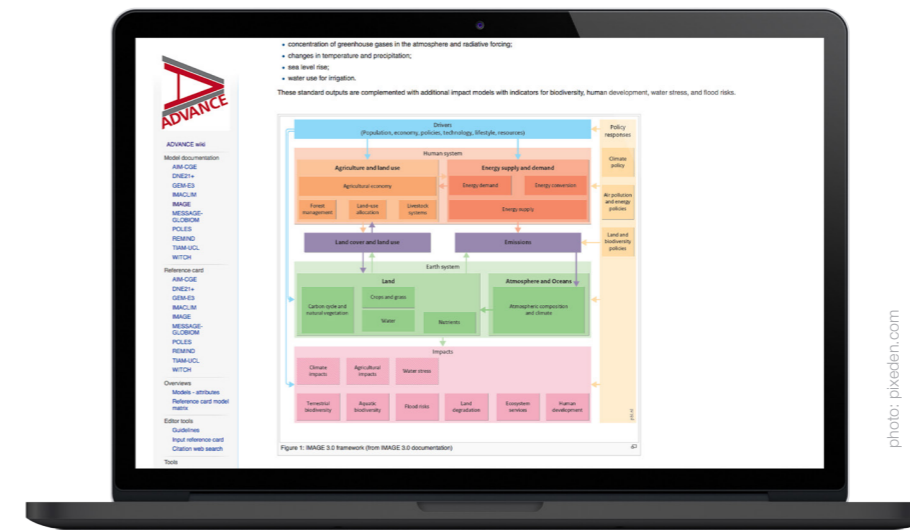 • concentration of greenhouse gases in the atmosphere and radiative forcing;
• changes in temperature and precipitation;
• sea level rise;
• water use for irrigation.
These standard outputs are complemented with additional impact models with indicators for biodiversity, human development, water stress, and flood risks.
ADVANCE
ADVANCE wiki
Model documentation
AIM-CGE
DNE21+
GEM-E3
IMACLIM
IMAGE
MESSAGE-
GLOBIOM
POLES
REMIND
TIAM-UCL
WITCH
Reference card
AIM-CGE
DNE21+
GEM-E3
IMACLIM
IMAGE
MESSAGE-
GLOBIOM
POLES
REMIND
TIAM-UCL
WITCH
Overviews
Models - attributes
Reference card model
matrix
Editor tools
Guidelines
Input reference card
Citation web search
Tools
Drivers
(Population, economy, policies, technology, lifestyle, resources)
Policy
responses
Human system
Agriculture and land use
Energy supply and demand
Climate
policy
Agricultural economy
Energy demand
Energy conversion
Forest
management
Land-use
allocation
Livestock
systems
Energy supply
Air pollution
and energy
policies
Land cover and land use
Emissions
Land and
biodiversity
policies
Earth system
Land
Atmosphere and Oceans
Carbon cycle and
natural vegetation
Crops and grass
Water
Nutrients
Atmospheric composition
and climate
Impacts
Climate
impacts
Agricultural
impacts
Water stress
Terrestrial
biodiversity
Aquatic
biodiversity
Flood risks
Land
degradation
Ecosystem
services
Human
development
Figure 1: IMAGE 3.0 framework (from IMAGE 3.0 documentation)
photo: pixeden.com